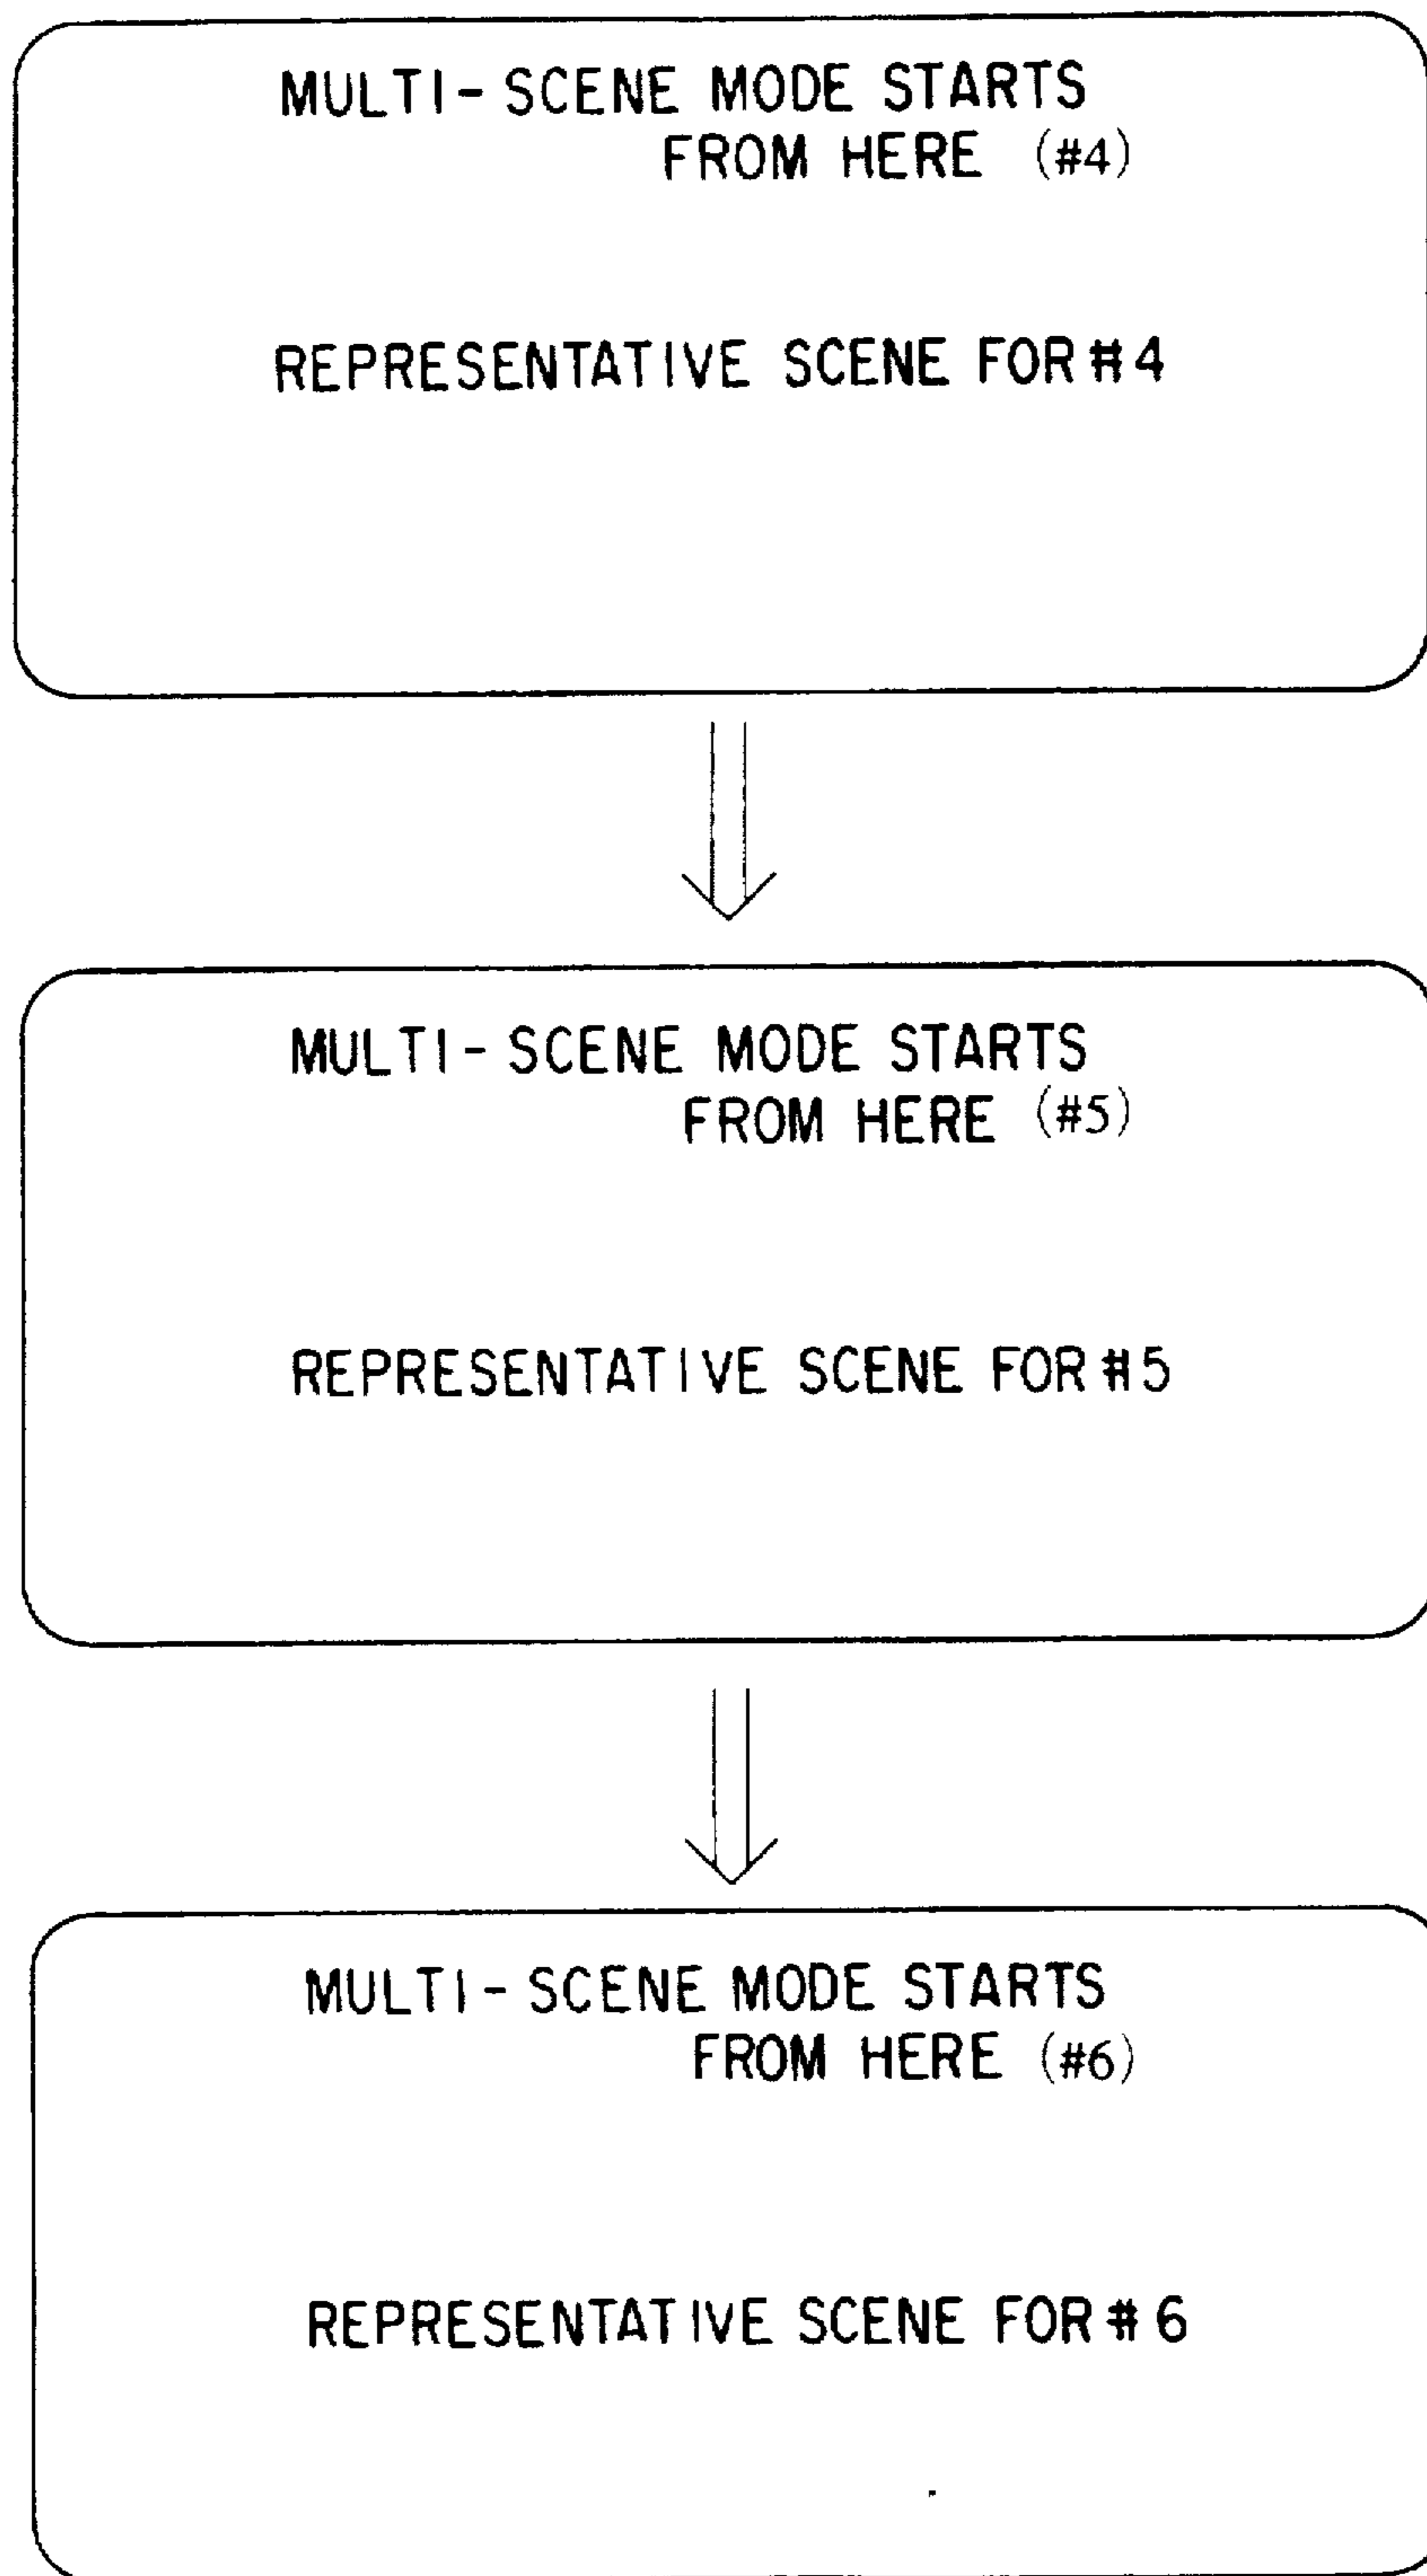 MULTI-SCENE MODE STARTS
FROM HERE (#4)
REPRESENTATIVE SCENE FOR #4
MULTI-SCENE MODE STARTS
FROM HERE (#5)
REPRESENTATIVE SCENE FOR #5
MULTI-SCENE MODE STARTS
FROM HERE (#6)
REPRESENTATIVE SCENE FOR #6